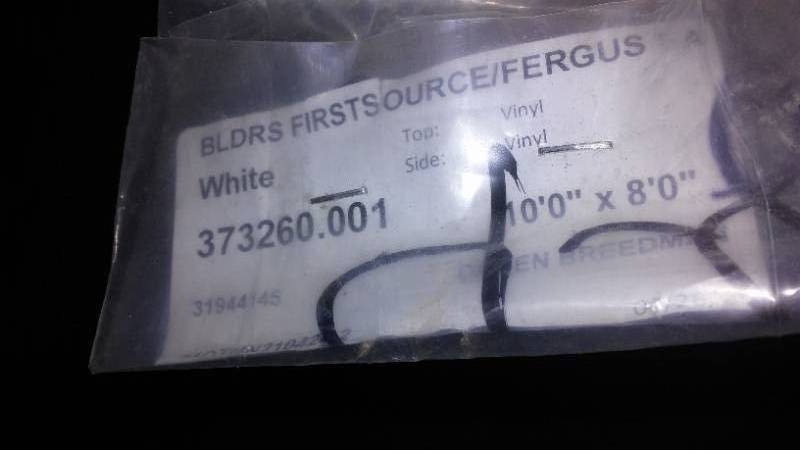 BLDRS FIRSTSOURCE/FERGUS
White
Top: Vinyl
Side: Vinyl
373260.001
10'0" x 8'0"
31944145